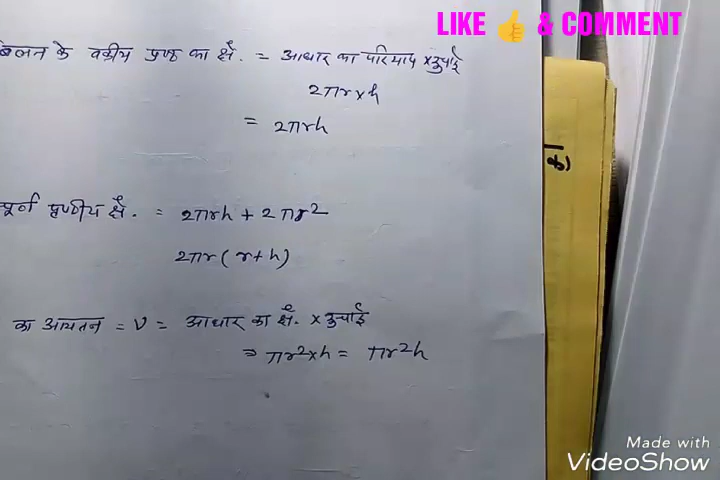 LIKE 👍 & COMMENT
बेलन के वक्रीय पृष्ठ का क्षै. = आधार का परिमाप × ऊंचाई
2πr×h
= 2πrh
पूर्ण पृष्ठीय क्षै. = 2πrh + 2πr²
2πr(r+h)
का आयतन = V = आधार का क्षै. × ऊंचाई
= πr²×h = πr²h
Made with
VideoShow